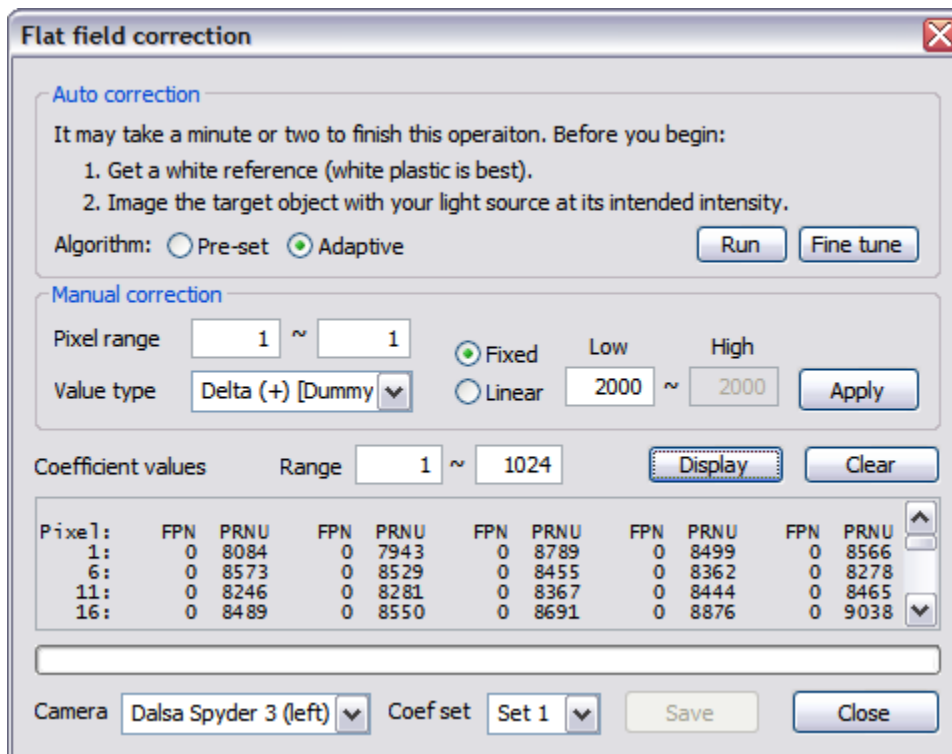 Flat field correction
Auto correction
It may take a minute or two to finish this operaiton. Before you begin:
1. Get a white reference (white plastic is best).
2. Image the target object with your light source at its intended intensity.
Algorithm: Pre-set Adaptive Run Fine tune
Manual correction
Pixel range 1 ~ 1
Fixed Low High
Value type Delta (+) [Dummy Linear 2000 ~ 2000 Apply
Coefficient values Range 1 ~ 1024 Display Clear
Pixel: FPN PRNU FPN PRNU FPN PRNU FPN PRNU FPN PRNU
1: 0 8084 0 7943 0 8789 0 8499 0 8566
6: 0 8573 0 8529 0 8455 0 8362 0 8278
11: 0 8246 0 8281 0 8367 0 8444 0 8465
16: 0 8489 0 8550 0 8691 0 8876 0 9038
Camera Dalsa Spyder 3 (left) Coef set Set 1 Save Close